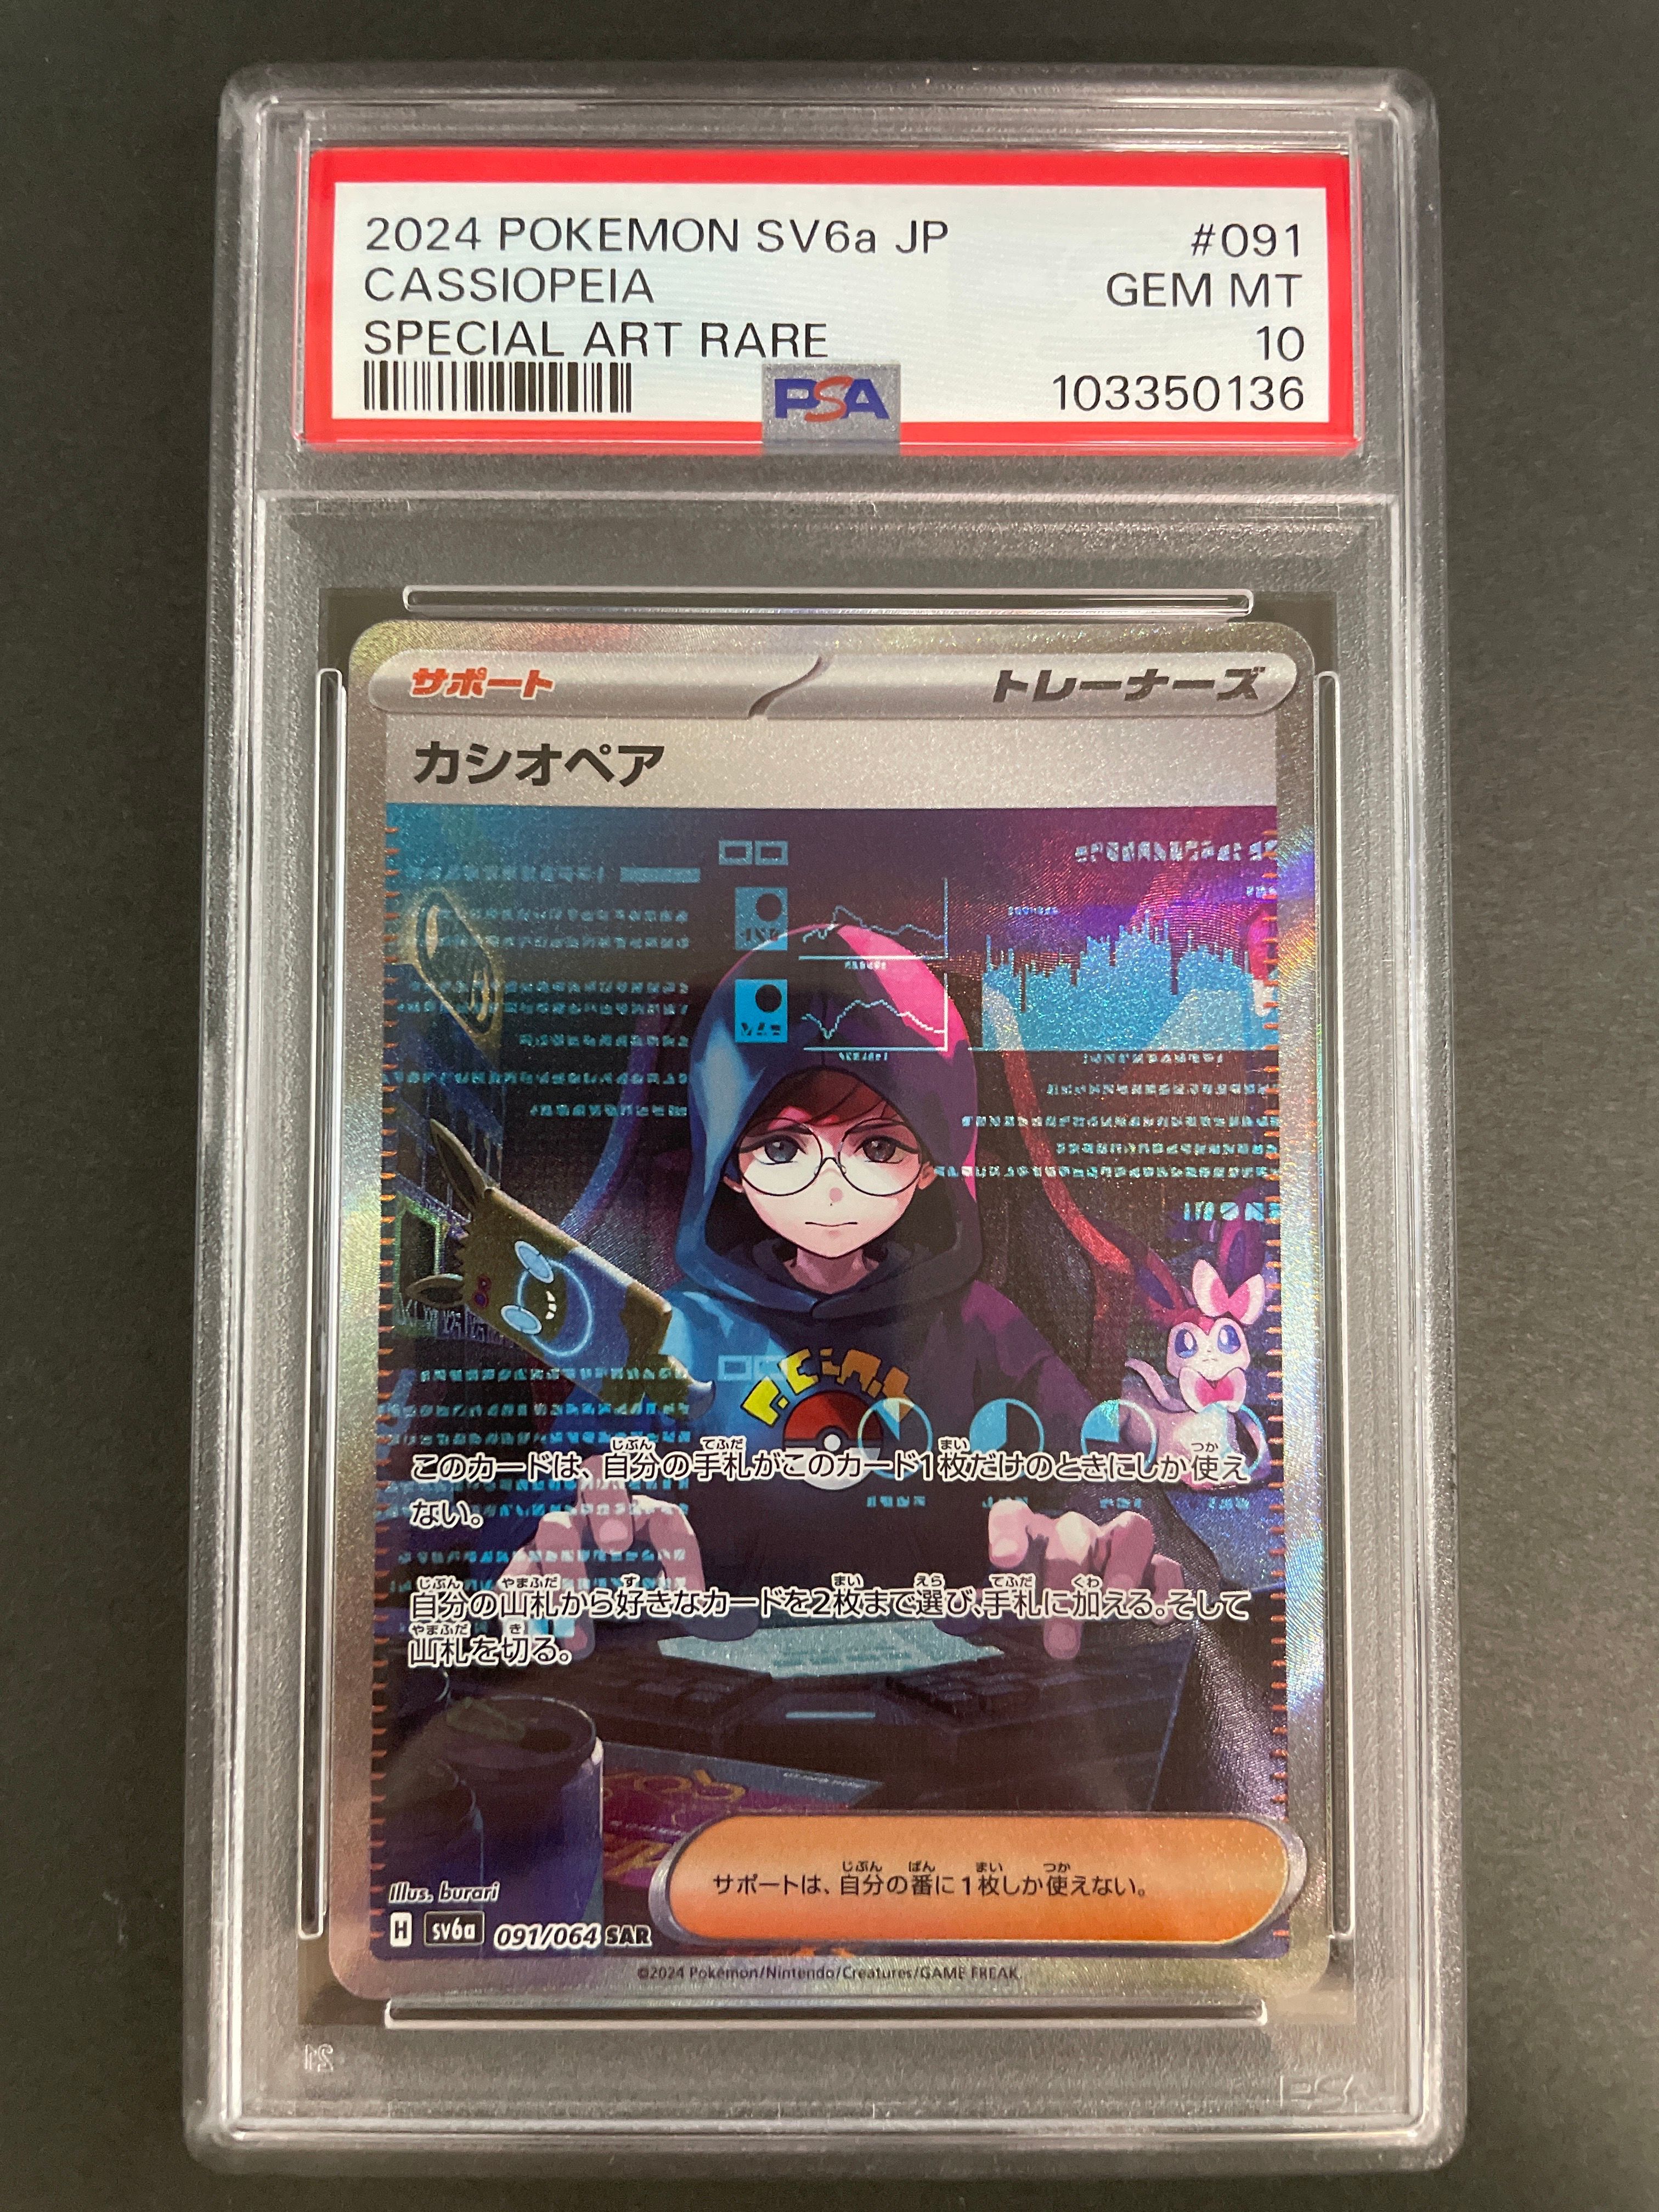 2024 POKEMON SV6a JP #091
CASSIOPEIA GEM MT
SPECIAL ART RARE 10
PSA 103350136
サポート トレーナーズ
カシオペア
このカードは、自分の手札がこのカード1枚だけのときにしか使え
ない。
自分の山札から好きなカードを2枚まで選び、手札に加える。そして
山札を切る。
サポートは、自分の番に1枚しか使えない。
Illus. burari
H sv6a 091/064 SAR
©2024 Pokémon/Nintendo/Creatures/GAME FREAK.